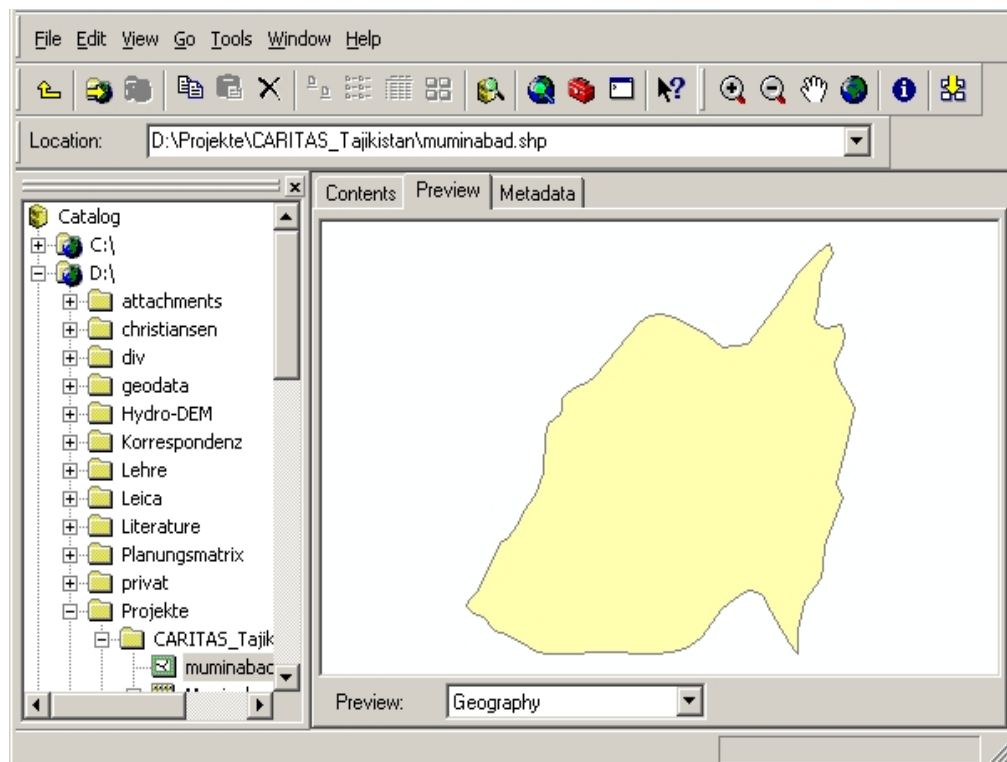 File Edit View Go Tools Window Help
Location: D:\Projekte\CARITAS_Tajikistan\muminabad.shp
Catalog
C:\
D:\
attachments
christiansen
div
geodata
Hydro-DEM
Korrespondenz
Lehre
Leica
Literature
Planungsmatrix
privat
Projekte
CARITAS_Tajik
muminabad
Contents Preview Metadata
Preview: Geography